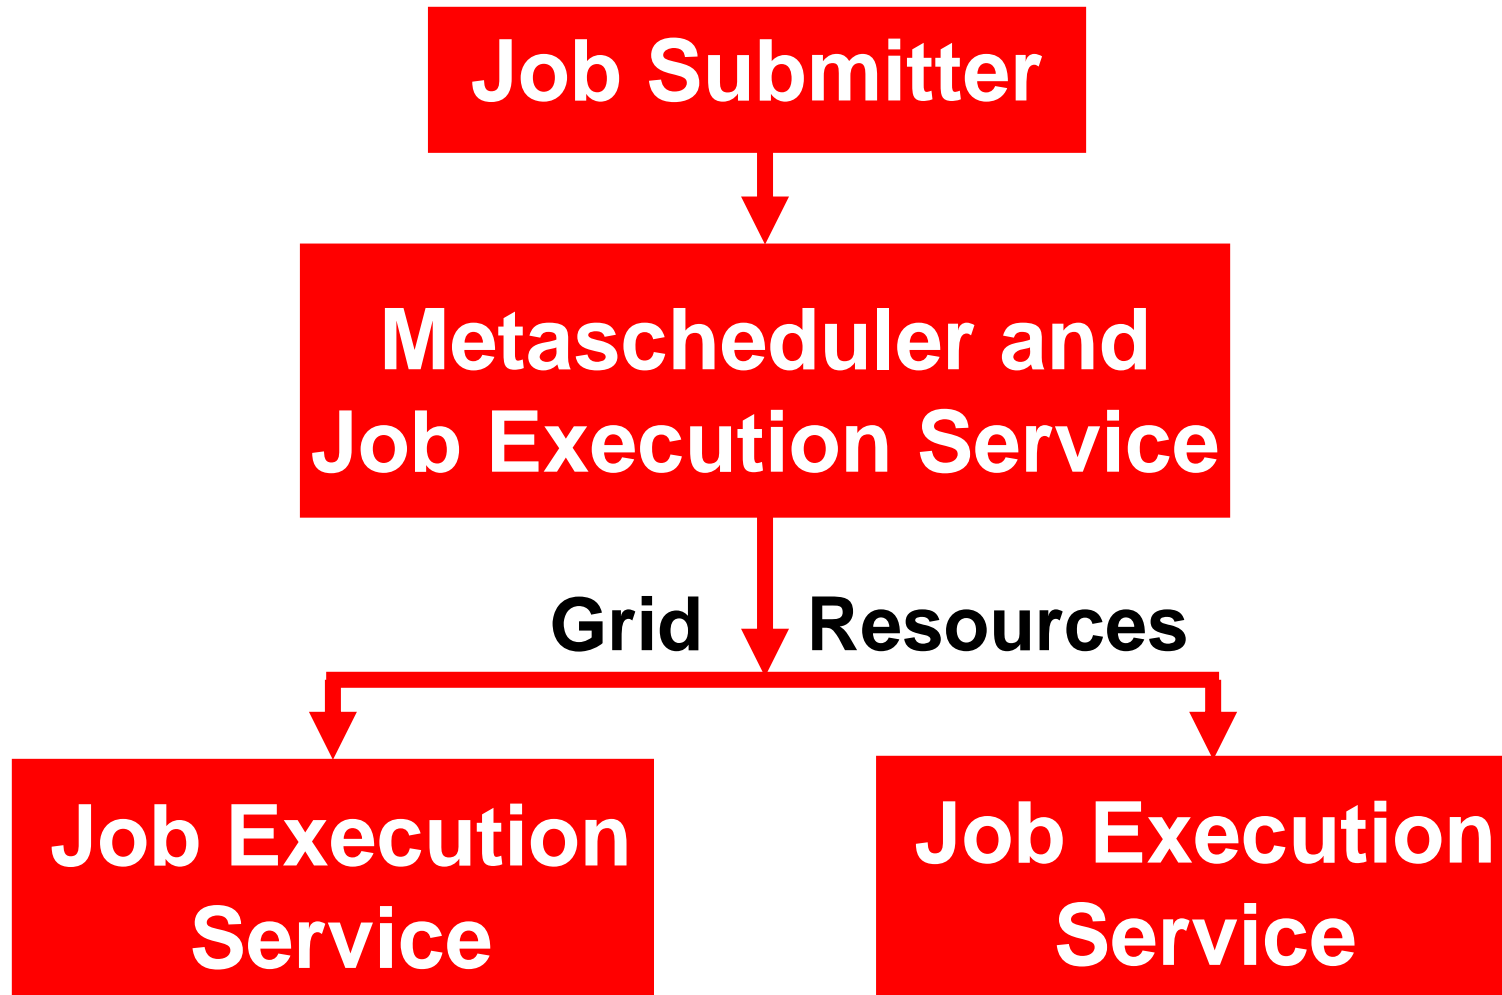 Job Submitter
Metascheduler and
Job Execution Service
Grid Resources
Job Execution
Service
Job Execution
Service